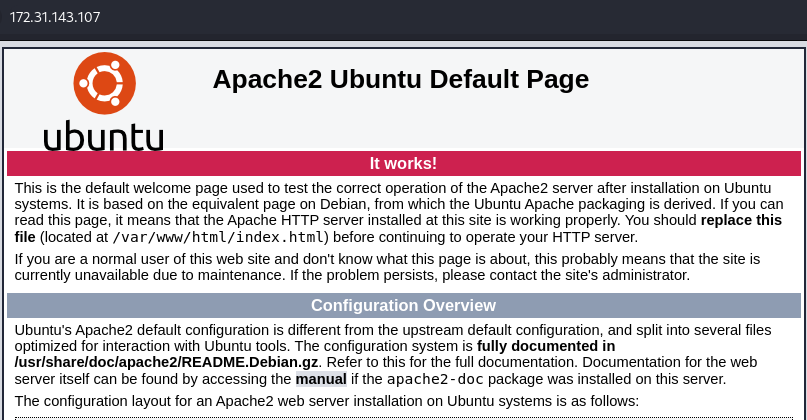 172.31.143.107
Apache2 Ubuntu Default Page
ubuntu
It works!
This is the default welcome page used to test the correct operation of the Apache2 server after installation on Ubuntu
systems. It is based on the equivalent page on Debian, from which the Ubuntu Apache packaging is derived. If you can
read this page, it means that the Apache HTTP server installed at this site is working properly. You should replace this
file (located at /var/www/html/index.html) before continuing to operate your HTTP server.
If you are a normal user of this web site and don't know what this page is about, this probably means that the site is
currently unavailable due to maintenance. If the problem persists, please contact the site's administrator.
Configuration Overview
Ubuntu's Apache2 default configuration is different from the upstream default configuration, and split into several files
optimized for interaction with Ubuntu tools. The configuration system is fully documented in
/usr/share/doc/apache2/README.Debian.gz. Refer to this for the full documentation. Documentation for the web
server itself can be found by accessing the manual if the apache2-doc package was installed on this server.
The configuration layout for an Apache2 web server installation on Ubuntu systems is as follows: